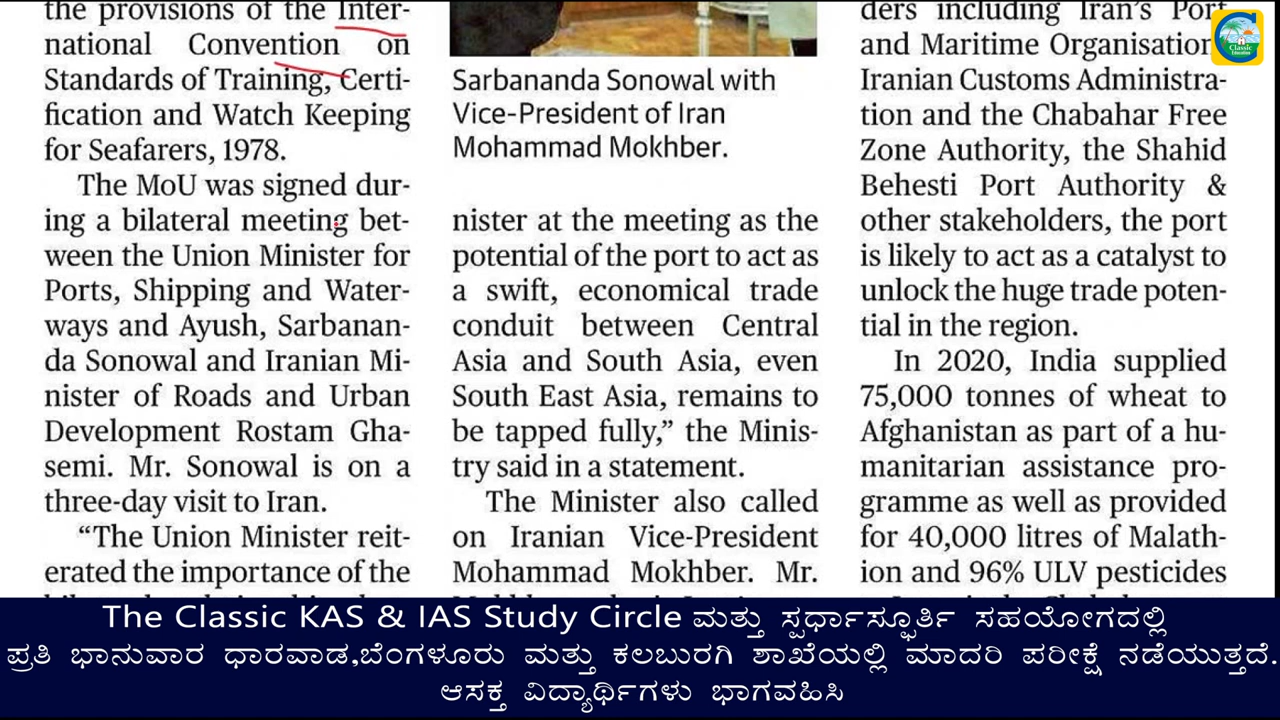 the provisions of the Inter-
national Convention on
Standards of Training, Certi-
fication and Watch Keeping
for Seafarers, 1978.
The MoU was signed dur-
ing a bilateral meeting bet-
ween the Union Minister for
Ports, Shipping and Water-
ways and Ayush, Sarbanan-
da Sonowal and Iranian Mi-
nister of Roads and Urban
Development Rostam Gha-
semi. Mr. Sonowal is on a
three-day visit to Iran.
“The Union Minister reit-
erated the importance of the
Sarbananda Sonowal with
Vice-President of Iran
Mohammad Mokhber.
nister at the meeting as the
potential of the port to act as
a swift, economical trade
conduit between Central
Asia and South Asia, even
South East Asia, remains to
be tapped fully,” the Minis-
try said in a statement.
The Minister also called
on Iranian Vice-President
Mohammad Mokhber. Mr.
ders including Iran’s Port
and Maritime Organisation
Iranian Customs Administra-
tion and the Chabahar Free
Zone Authority, the Shahid
Behesti Port Authority &
other stakeholders, the port
is likely to act as a catalyst to
unlock the huge trade poten-
tial in the region.
In 2020, India supplied
75,000 tonnes of wheat to
Afghanistan as part of a hu-
manitarian assistance pro-
gramme as well as provided
for 40,000 litres of Malath-
ion and 96% ULV pesticides
Classic
Education
The Classic KAS & IAS Study Circle ಮತ್ತು ಸ್ಪರ್ಧಾಸ್ಫೂರ್ತಿ ಸಹಯೋಗದಲ್ಲಿ
ಪ್ರತಿ ಭಾನುವಾರ ಧಾರವಾಡ,ಬೆಂಗಳೂರು ಮತ್ತು ಕಲಬುರಗಿ ಶಾಖೆಯಲ್ಲಿ ಮಾದರಿ ಪರೀಕ್ಷೆ ನಡೆಯುತ್ತದೆ.
ಆಸಕ್ತ ವಿದ್ಯಾರ್ಥಿಗಳು ಭಾಗವಹಿಸಿ